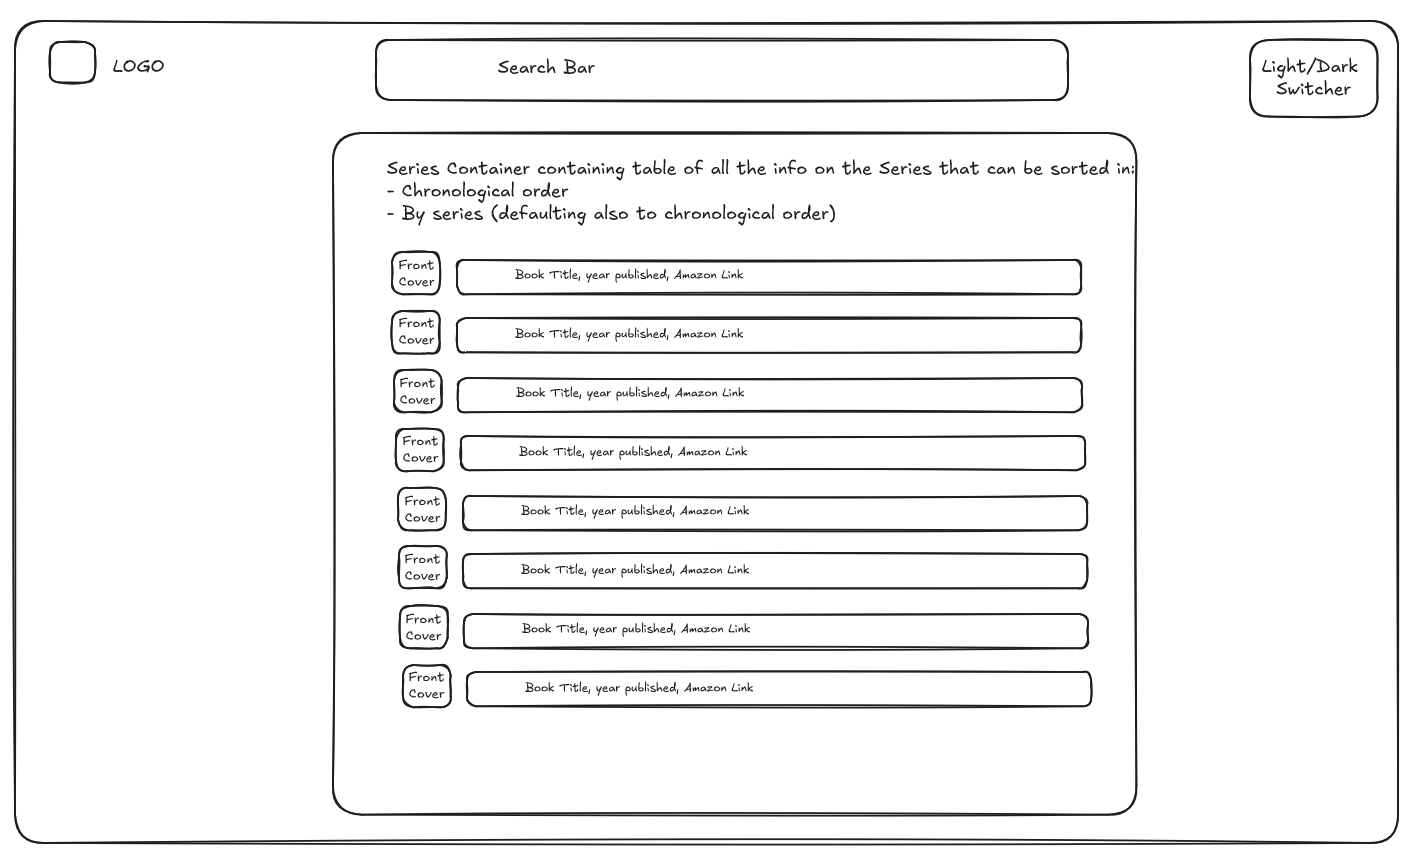 LOGO
Search Bar
Light/Dark
Switcher
Series Container containing table of all the info on the Series that can be sorted in:
- Chronological order
- By series (defaulting also to chronological order)
Front
Cover
Book Title, year published, Amazon Link
Front
Cover
Book Title, year published, Amazon Link
Front
Cover
Book Title, year published, Amazon Link
Front
Cover
Book Title, year published, Amazon Link
Front
Cover
Book Title, year published, Amazon Link
Front
Cover
Book Title, year published, Amazon Link
Front
Cover
Book Title, year published, Amazon Link
Front
Cover
Book Title, year published, Amazon Link